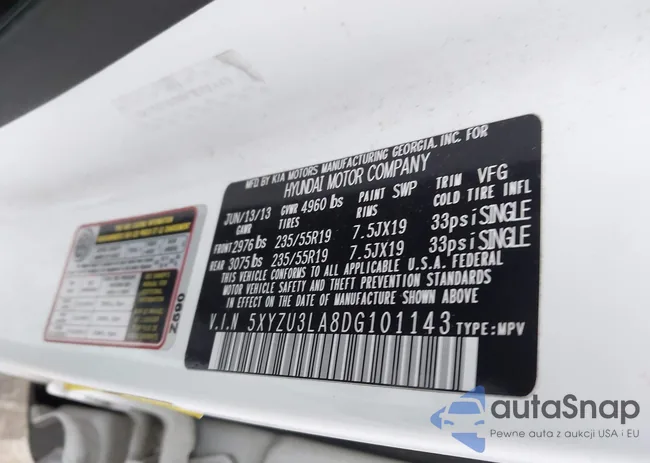 MFD BY KIA MOTORS MANUFACTURING GEORGIA, INC. FOR
HYUNDAI MOTOR COMPANY
JUN/13/13 GVWR 4960 lbs PAINT SWP TRIM VFG
GAWR TIRES RIMS COLD TIRE INFL
FRONT 2976 lbs 235/55R19 7.5JX19 33psi SINGLE
REAR 3075 lbs 235/55R19 7.5JX19 33psi SINGLE
THIS VEHICLE CONFORMS TO ALL APPLICABLE U.S.A. FEDERAL
MOTOR VEHICLE SAFETY AND THEFT PREVENTION STANDARDS
IN EFFECT ON THE DATE OF MANUFACTURE SHOWN ABOVE.
V.I.N 5XYZU3LA8DG101143 TYPE:MPV
Z690
autaSnap
Pewne auta z aukcji USA i EU